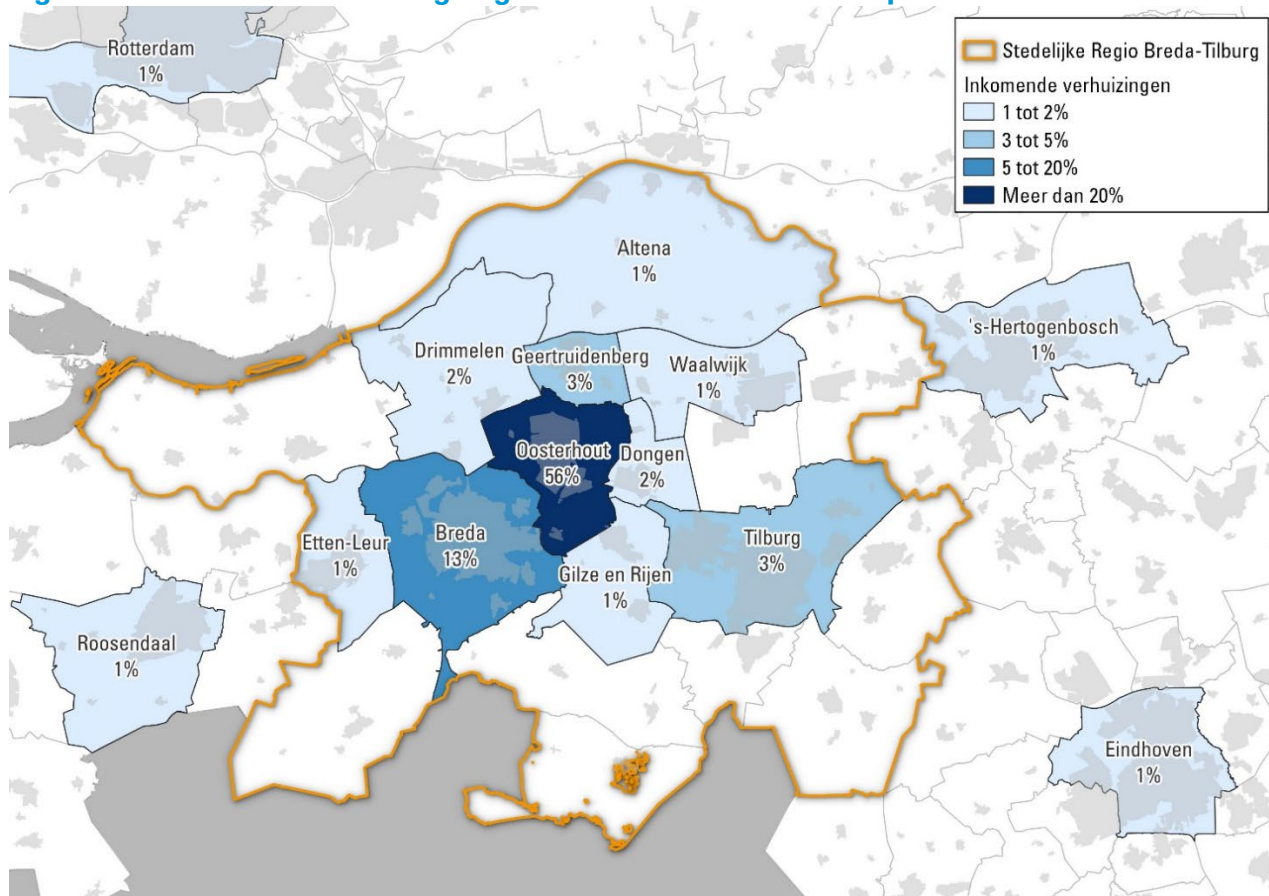 Rotterdam
1%
Stedelijke Regio Breda-Tilburg
Inkomende verhuizingen
1 tot 2%
3 tot 5%
5 tot 20%
Meer dan 20%
Altena
1%
's-Hertogenbosch
1%
Drimmelen
2%
Geertruidenberg
3%
Waalwijk
1%
Oosterhout
56%
Dongen
2%
Etten-Leur
1%
Breda
13%
Tilburg
3%
Gilze en Rijen
1%
Roosendaal
1%
Eindhoven
1%